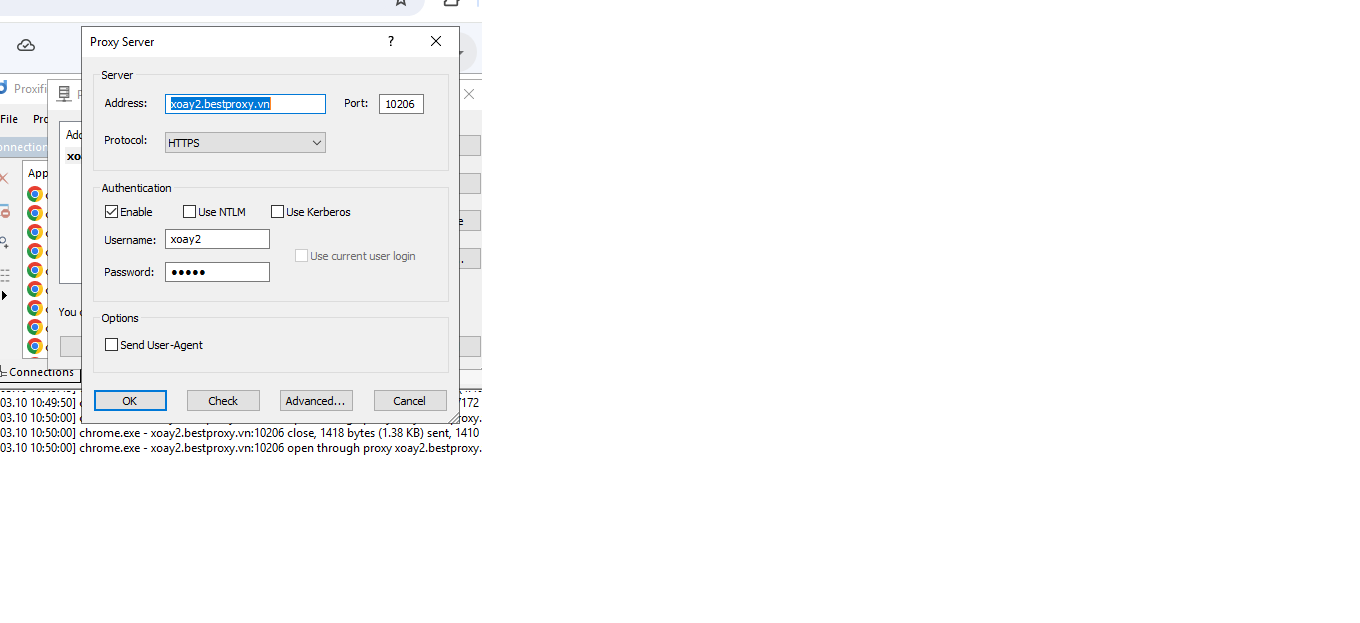 Proxy Server
?
Server
Address: xoay2.bestproxy.vn Port: 10206
Protocol: HTTPS
Authentication
Enable Use NTLM Use Kerberos
Username: xoay2
Use current user login
Password: •••••
Options
Send User-Agent
OK Check Advanced... Cancel
Proxifi
File Pro
onnection
Add
xo
App
You
Connections
03.10 10:49:50] 7172
03.10 10:50:00] oxy.
03.10 10:50:00] chrome.exe - xoay2.bestproxy.vn:10206 close, 1418 bytes (1.38 KB) sent, 1410
03.10 10:50:00] chrome.exe - xoay2.bestproxy.vn:10206 open through proxy xoay2.bestproxy.